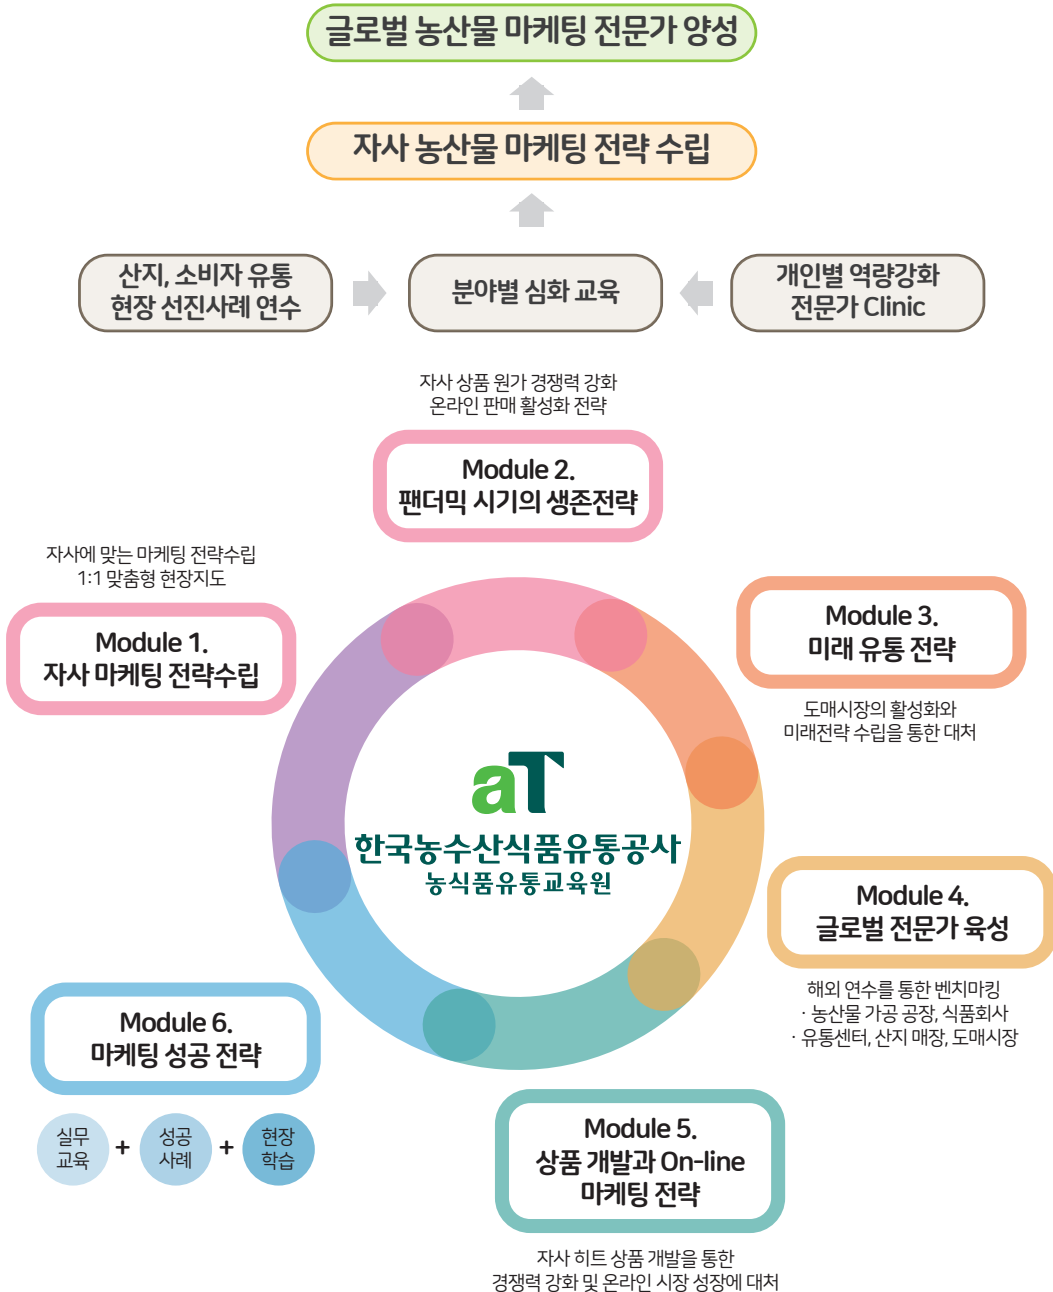 글로벌 농산물 마케팅 전문가 양성
자사 농산물 마케팅 전략 수립
산지, 소비자 유통
현장 선진사례 연수
분야별 심화 교육
개인별 역량강화
전문가 Clinic
자사 상품 원가 경쟁력 강화
온라인 판매 활성화 전략
Module 2.
팬더믹 시기의 생존전략
자사에 맞는 마케팅 전략수립
1:1 맞춤형 현장지도
Module 1.
자사 마케팅 전략수립
Module 3.
미래 유통 전략
도매시장의 활성화와
미래전략 수립을 통한 대처
aT
한국농수산식품유통공사
농식품유통교육원
Module 4.
글로벌 전문가 육성
해외 연수를 통한 벤치마킹
· 농산물 가공 공장, 식품회사
· 유통센터, 산지 매장, 도매시장
Module 6.
마케팅 성공 전략
실무
교육
+
성공
사례
+
현장
학습
Module 5.
상품 개발과 On-line
마케팅 전략
자사 히트 상품 개발을 통한
경쟁력 강화 및 온라인 시장 성장에 대처